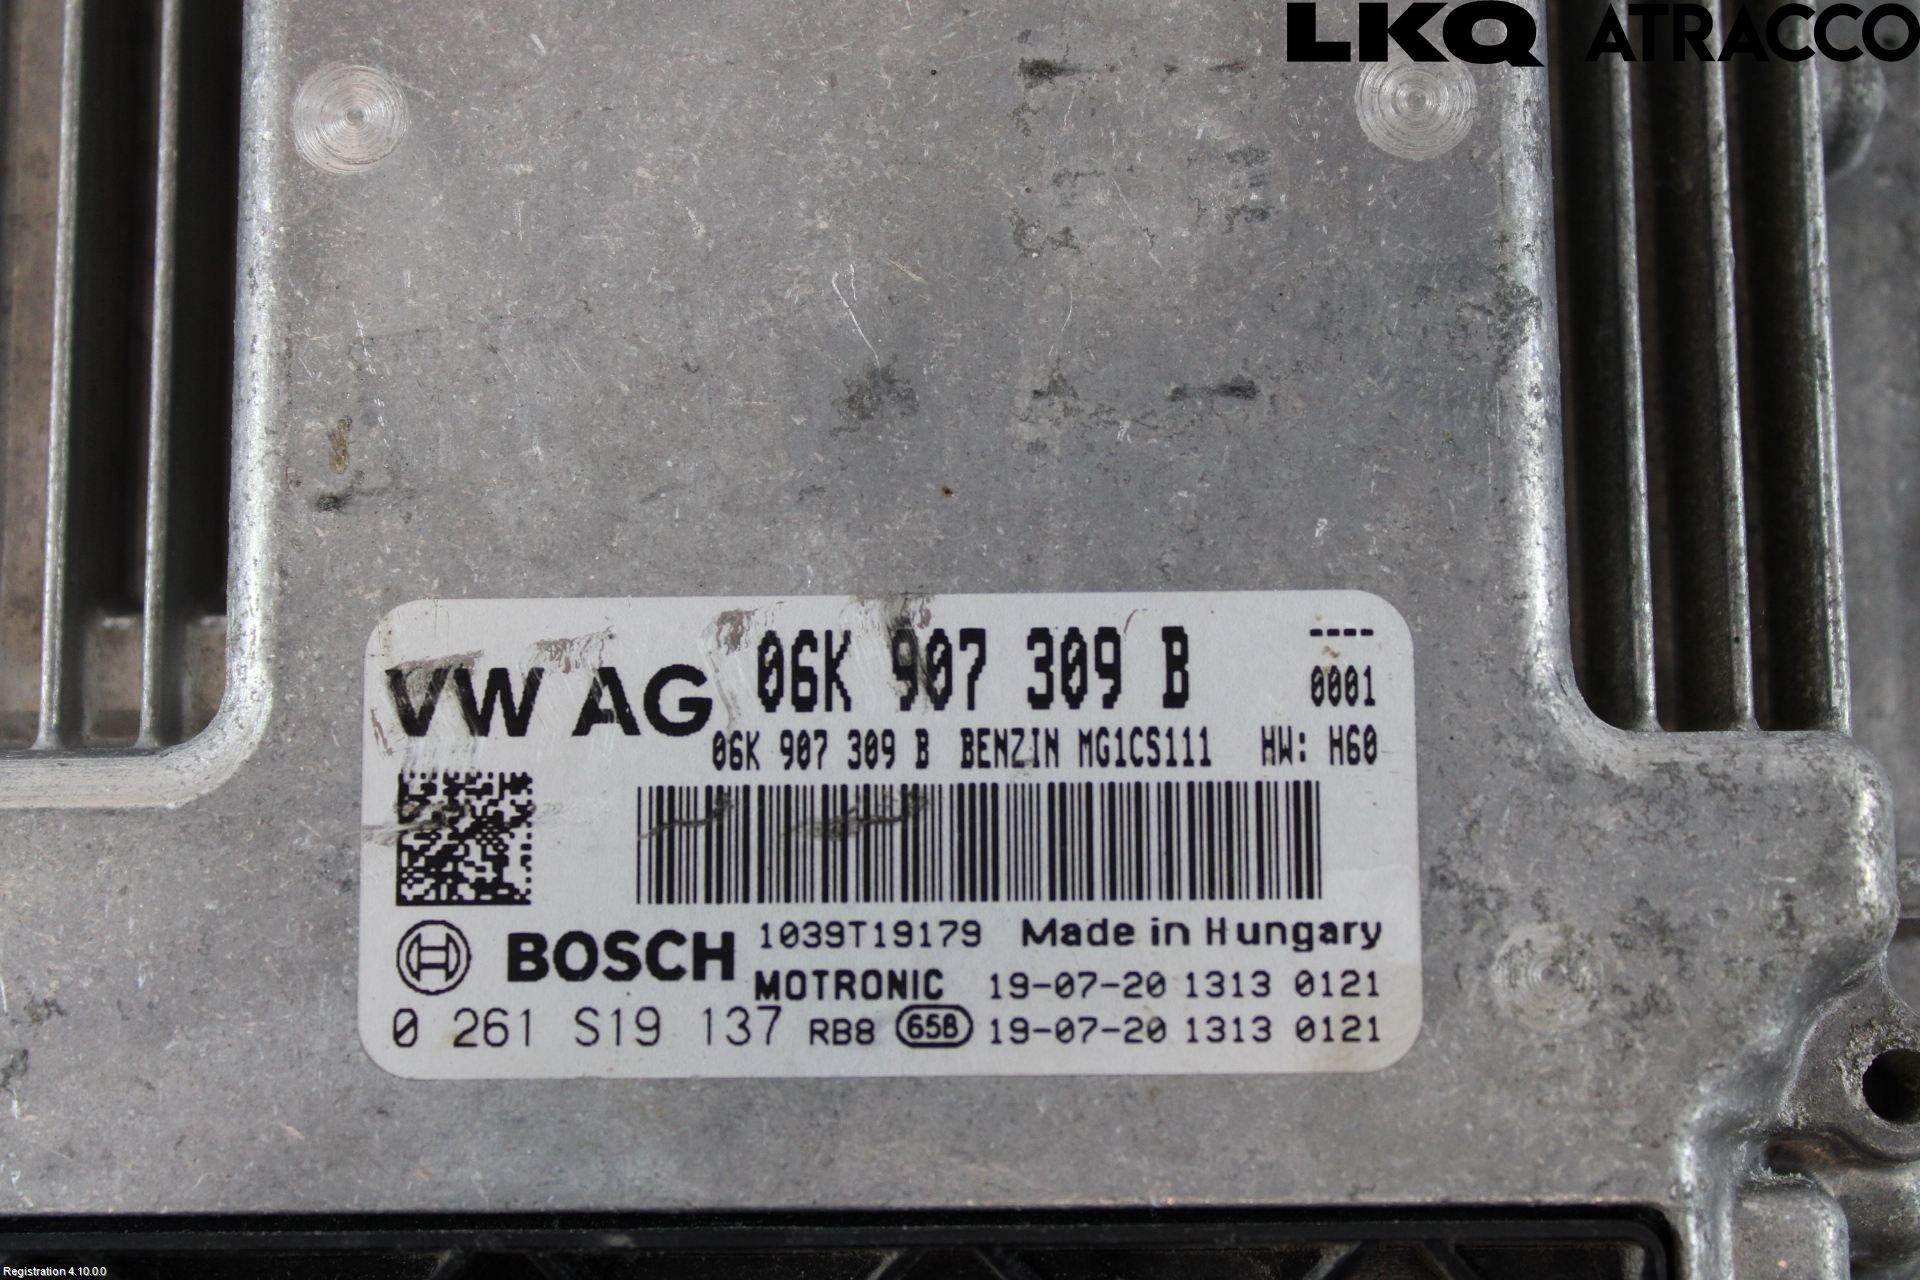 LKQ ATRACCO
VW AG 06K 907 309 B ----
0001
06K 907 309 B BENZIN MG1CS111 HW: H60
BOSCH 1039T19179 Made in Hungary
MOTRONIC 19-07-20 1313 0121
0 261 S19 137 RB8 658 19-07-20 1313 0121
Registration 4.10.0.0